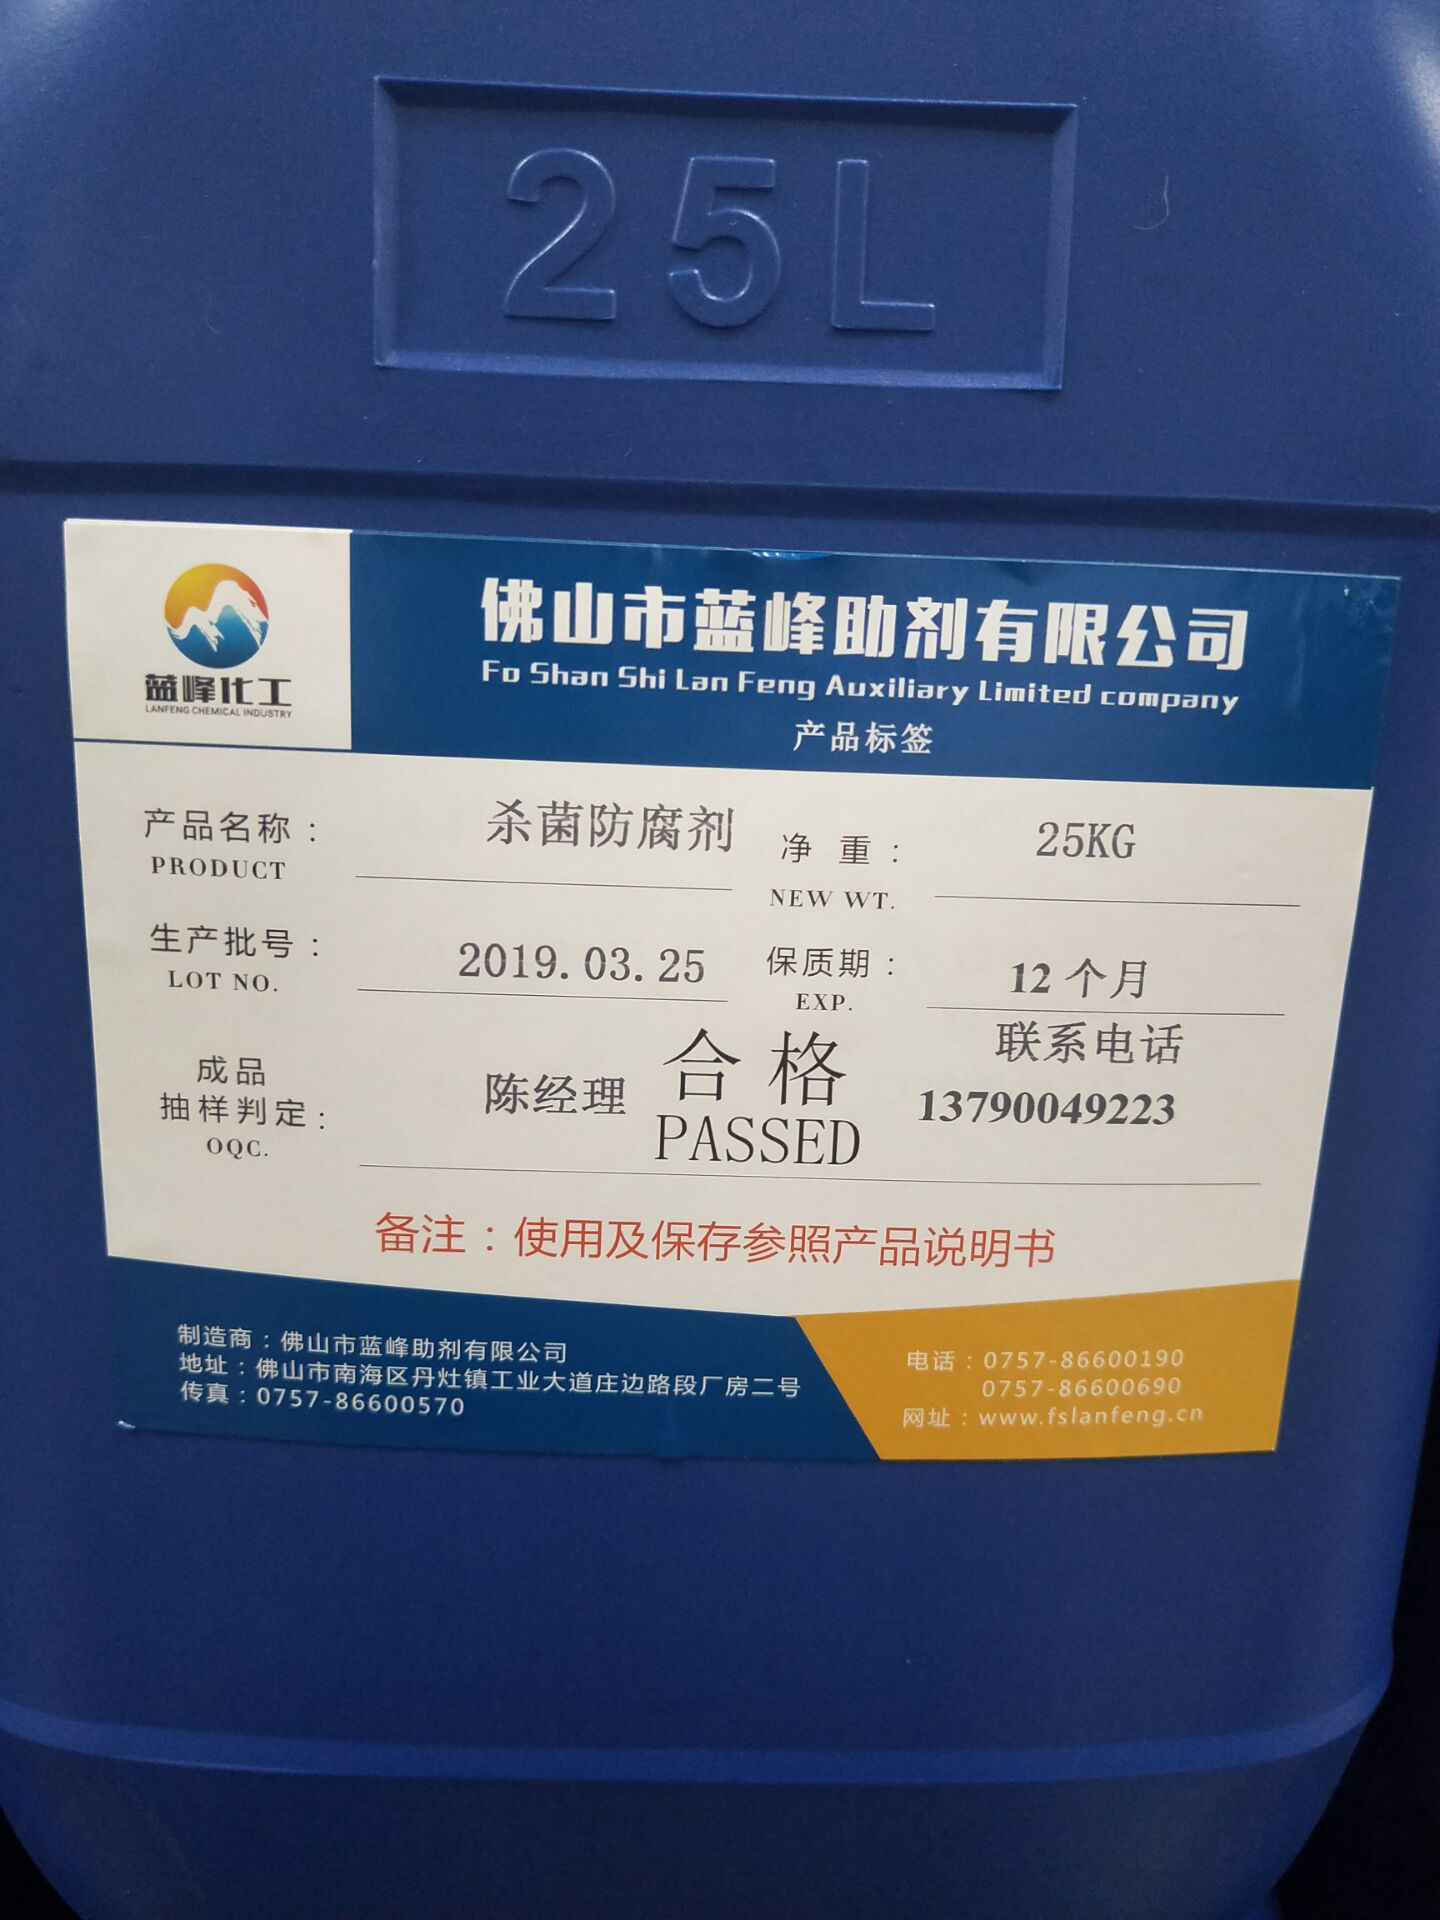 25L
蓝峰化工
LANFENG CHEMICAL INDUSTRY
佛山市蓝峰助剂有限公司
Fo Shan Shi Lan Feng Auxiliary Limited company
产品标签
产品名称： 杀菌防腐剂 净 重： 25KG
PRODUCT NEW WT.
生产批号： 2019.03.25 保质期： 12 个月
LOT NO. EXP.
成品
抽样判定： 陈经理 合格 联系电话
OQC. PASSED 13790049223
备注：使用及保存参照产品说明书
制造商：佛山市蓝峰助剂有限公司
地址：佛山市南海区丹灶镇工业大道庄边路段厂房二号
传真：0757-86600570
电话：0757-86600190
0757-86600690
网址：www.fslanfeng.cn